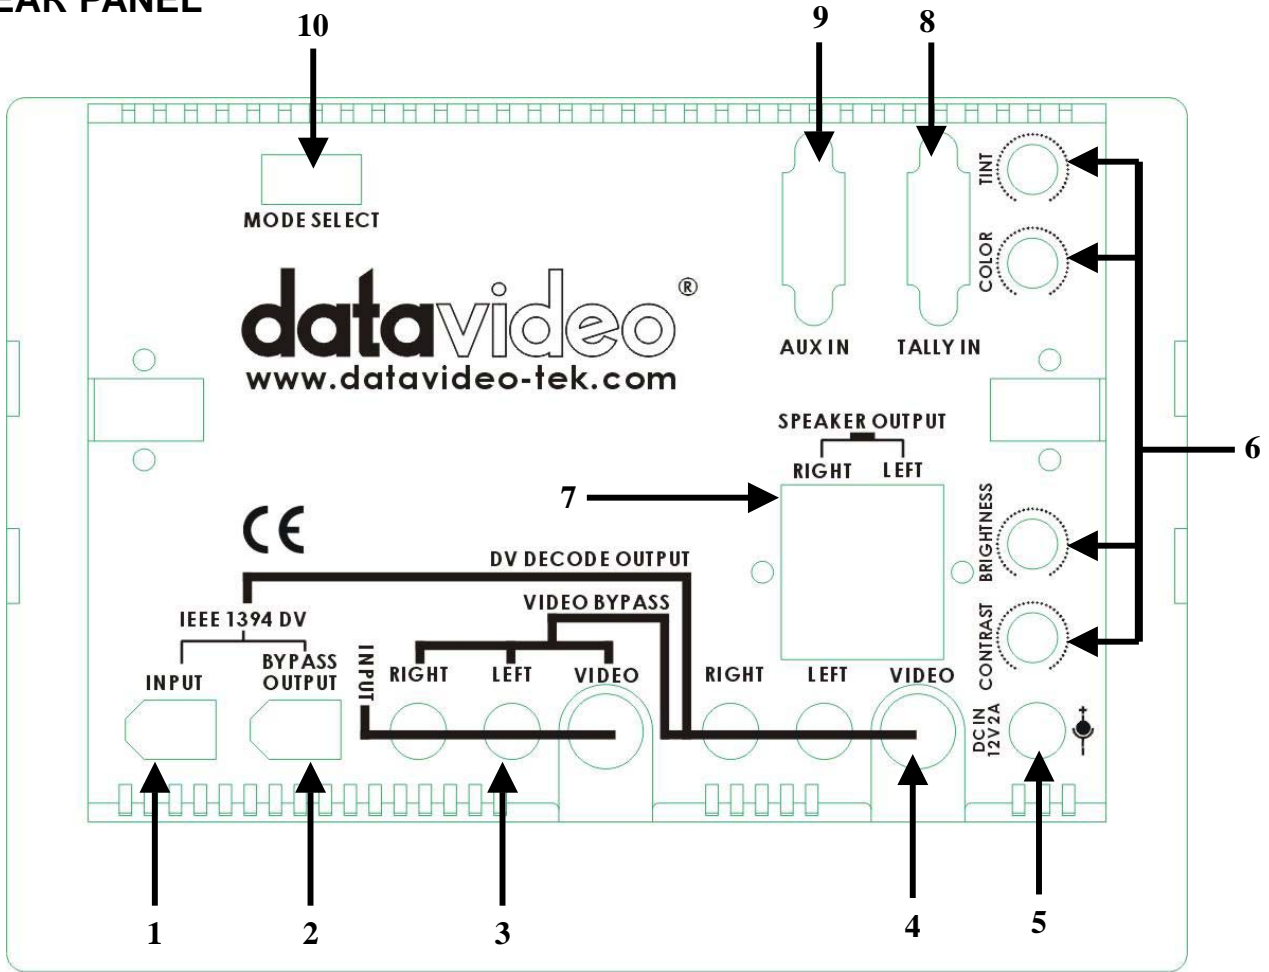 EAR PANEL
10
9
8
MODE SELECT
TINT
COLOR
datavideo®
www.datavideo-tek.com
AUX IN
TALLY IN
SPEAKER OUTPUT
RIGHT
LEFT
6
7
BRIGHTNESS
CONTRAST
CE
DV DECODE OUTPUT
VIDEO BYPASS
IEEE 1394 DV
INPUT
BYPASS
OUTPUT
INPUT
RIGHT
LEFT
VIDEO
RIGHT
LEFT
VIDEO
DC IN
12V 2A
+
-
1
2
3
4
5